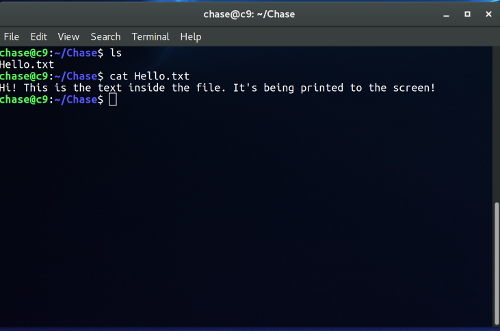 chase@c9: ~/Chase
File Edit View Search Terminal Help
chase@c9:~/Chase$ ls
Hello.txt
chase@c9:~/Chase$ cat Hello.txt
Hi! This is the text inside the file. It's being printed to the screen!
chase@c9:~/Chase$